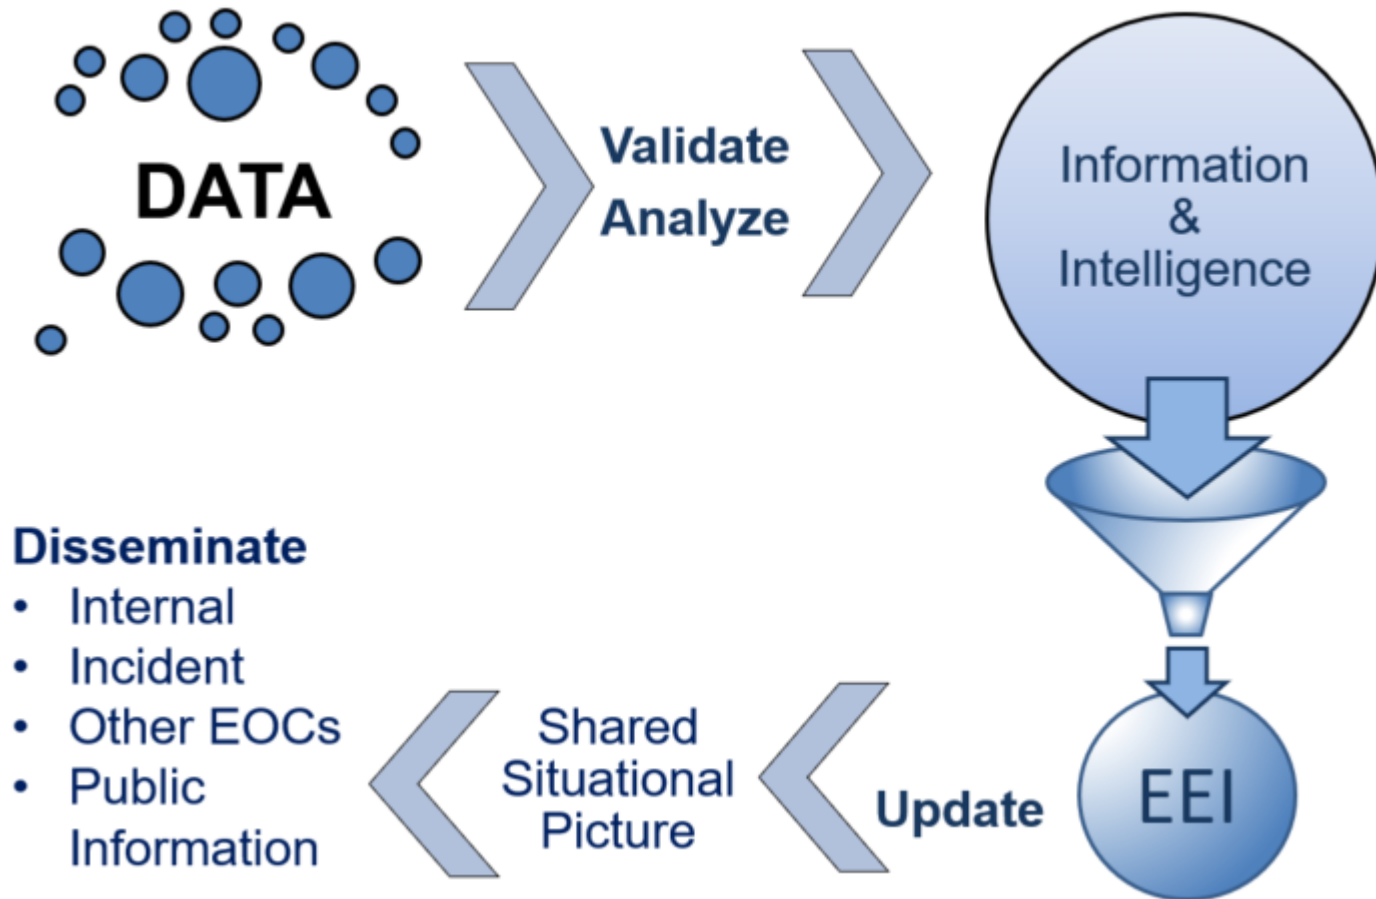 DATA
Validate
Analyze
Information
&
Intelligence
EEI
Update
Shared
Situational
Picture
Disseminate
• Internal
• Incident
• Other EOCs
• Public
Information